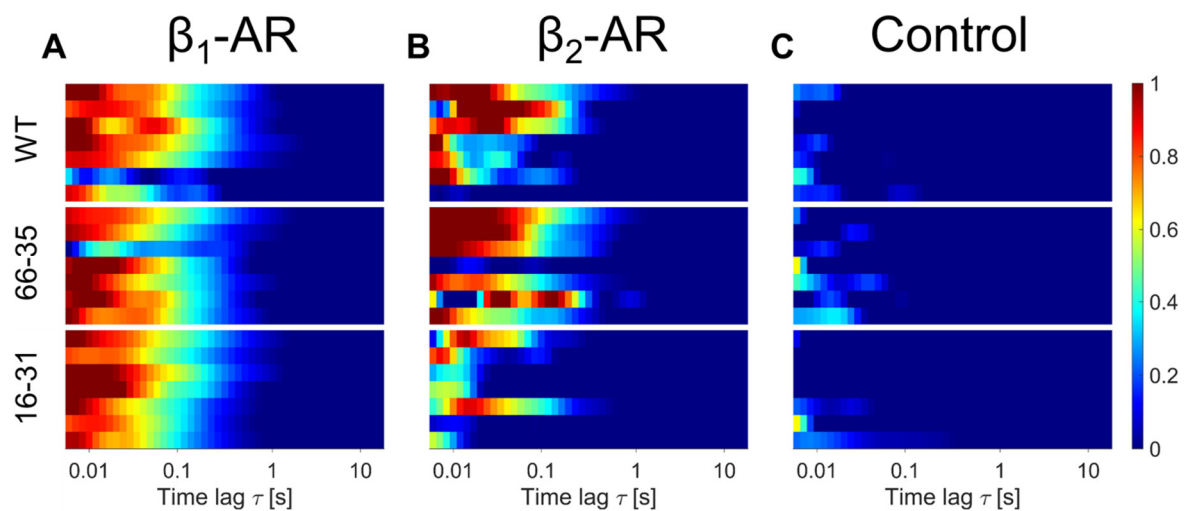 A β₁-AR B β₂-AR C Control
WT
66-35
16-31
1
0.8
0.6
0.4
0.2
0
0.01 0.1 1 10 0.01 0.1 1 10 0.01 0.1 1 10
Time lag τ [s] Time lag τ [s] Time lag τ [s]